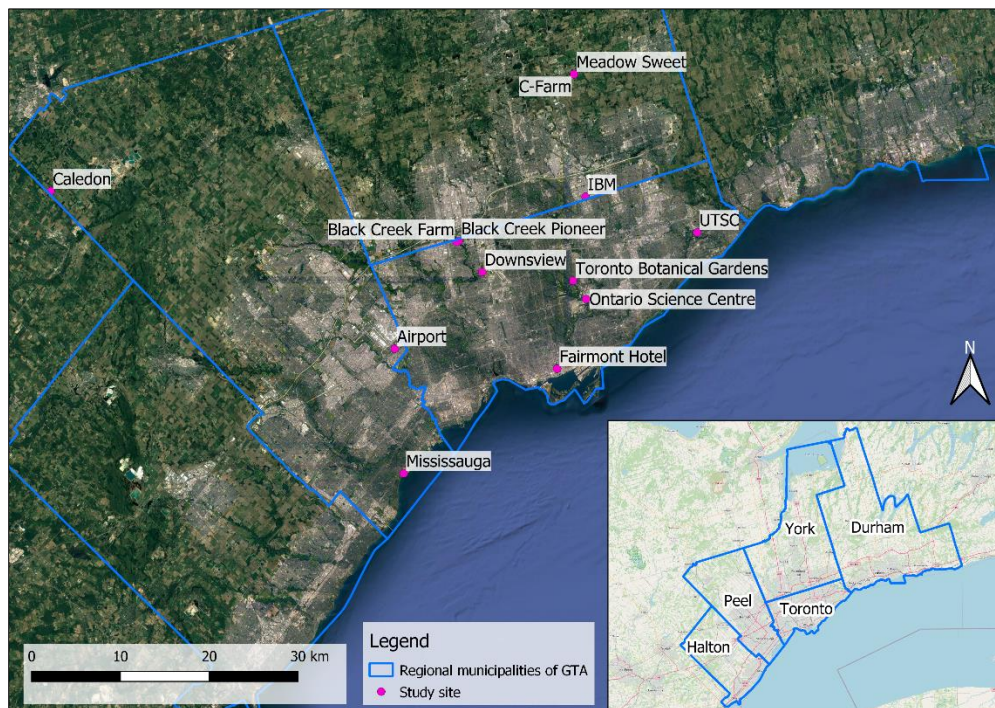 Meadow Sweet
C-Farm
Caledon
IBM
UTSC
Black Creek Farm
Black Creek Pioneer
Downsview
Toronto Botanical Gardens
Ontario Science Centre
Airport
Fairmont Hotel
N
Mississauga
York
Durham
Peel
Toronto
Halton
0 10 20 30 km
Legend
Regional municipalities of GTA
Study site